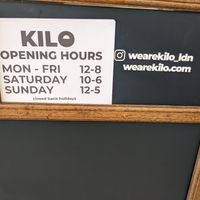 KILO
OPENING HOURS
MON - FRI 12-8
SATURDAY 10-6
SUNDAY 12-5
closed bank holidays
wearekilo_ldn
wearekilo.com